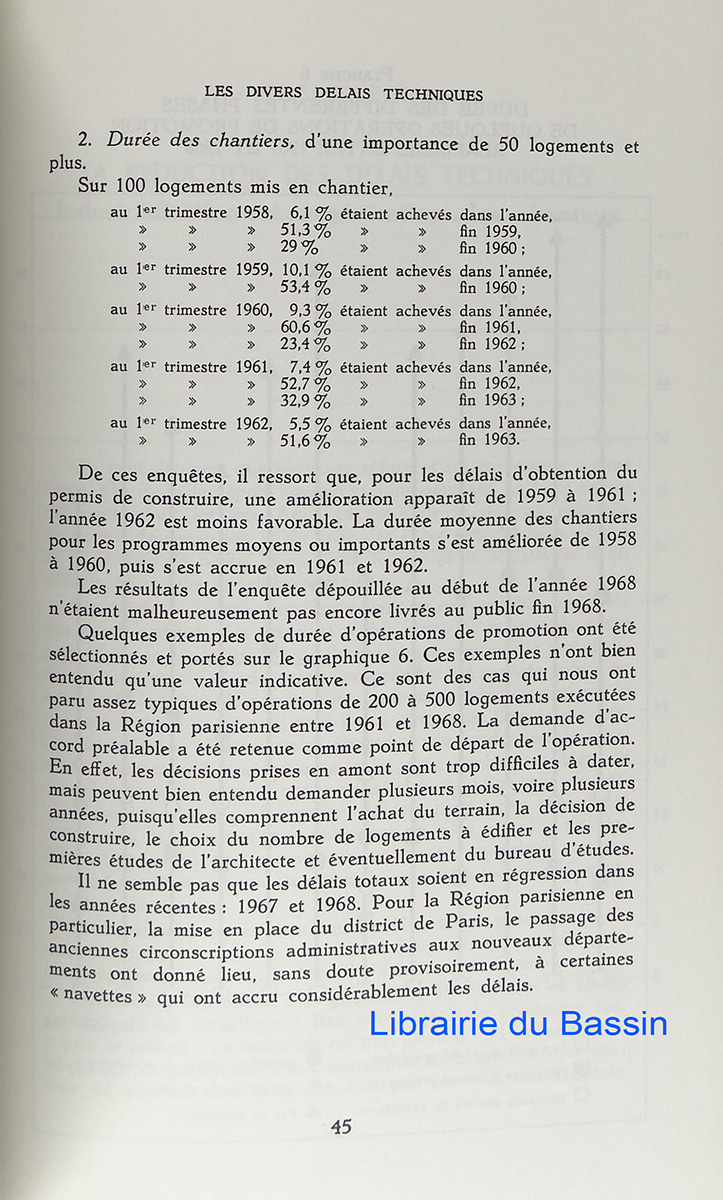 LES DIVERS DELAIS TECHNIQUES
2. Durée des chantiers, d'une importance de 50 logements et
plus.
Sur 100 logements mis en chantier,
au 1er trimestre 1958, 6,1 % étaient achevés dans l'année,
» » » 51,3 % » » fin 1959,
» » » 29 % » » fin 1960 ;
au 1er trimestre 1959, 10,1 % étaient achevés dans l'année,
» » » 53,4 % » » fin 1960 ;
au 1er trimestre 1960, 9,3 % étaient achevés dans l'année,
» » » 60,6 % » » fin 1961,
» » » 23,4 % » » fin 1962 ;
au 1er trimestre 1961, 7,4 % étaient achevés dans l'année,
» » » 52,7 % » » fin 1962,
» » » 32,9 % » » fin 1963 ;
au 1er trimestre 1962, 5,5 % étaient achevés dans l'année,
» » » 51,6 % » » fin 1963.
De ces enquêtes, il ressort que, pour les délais d'obtention du
permis de construire, une amélioration apparaît de 1959 à 1961 ;
l'année 1962 est moins favorable. La durée moyenne des chantiers
pour les programmes moyens ou importants s'est améliorée de 1958
à 1960, puis s'est accrue en 1961 et 1962.
Les résultats de l'enquête dépouillée au début de l'année 1968
n'étaient malheureusement pas encore livrés au public fin 1968.
Quelques exemples de durée d'opérations de promotion ont été
sélectionnés et portés sur le graphique 6. Ces exemples n'ont bien
entendu qu'une valeur indicative. Ce sont des cas qui nous ont
paru assez typiques d'opérations de 200 à 500 logements exécutées
dans la Région parisienne entre 1961 et 1968. La demande d'ac-
cord préalable a été retenue comme point de départ de l'opération.
En effet, les décisions prises en amont sont trop difficiles à dater,
mais peuvent bien entendu demander plusieurs mois, voire plusieurs
années, puisqu'elles comprennent l'achat du terrain, la décision de
construire, le choix du nombre de logements à édifier et les pre-
mières études de l'architecte et éventuellement du bureau d'études.
Il ne semble pas que les délais totaux soient en régression dans
les années récentes : 1967 et 1968. Pour la Région parisienne en
particulier, la mise en place du district de Paris, le passage des
anciennes circonscriptions administratives aux nouveaux départe-
ments ont donné lieu, sans doute provisoirement, à certaines
« navettes » qui ont accru considérablement les délais.
Librairie du Bassin
45